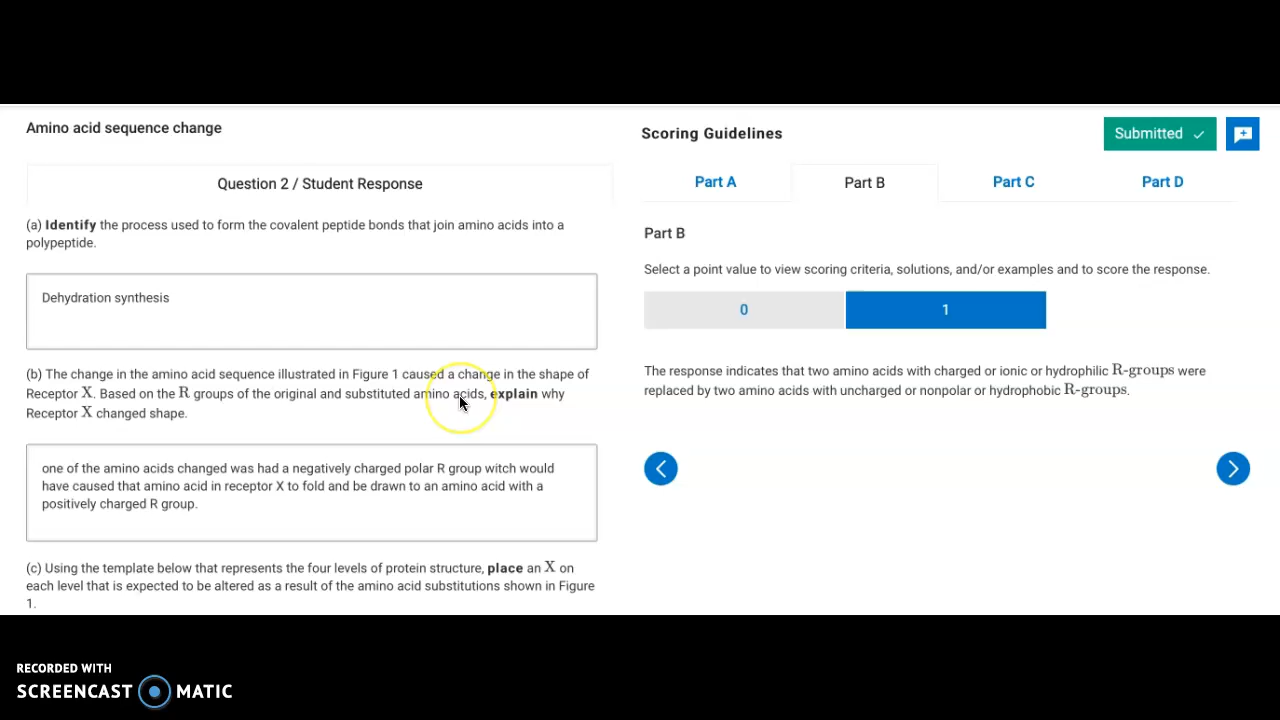 Amino acid sequence change
Question 2 / Student Response
(a) Identify the process used to form the covalent peptide bonds that join amino acids into a
polypeptide.
Dehydration synthesis
(b) The change in the amino acid sequence illustrated in Figure 1 caused a change in the shape of
Receptor X. Based on the R groups of the original and substituted amino acids, explain why
Receptor X changed shape.
one of the amino acids changed was had a negatively charged polar R group witch would
have caused that amino acid in receptor X to fold and be drawn to an amino acid with a
positively charged R group.
(c) Using the template below that represents the four levels of protein structure, place an X on
each level that is expected to be altered as a result of the amino acid substitutions shown in Figure
1.
Scoring Guidelines
Submitted
Part A
Part B
Part C
Part D
Part B
Select a point value to view scoring criteria, solutions, and/or examples and to score the response.
0
1
The response indicates that two amino acids with charged or ionic or hydrophilic R-groups were
replaced by two amino acids with uncharged or nonpolar or hydrophobic R-groups.
RECORDED WITH
SCREENCAST MATIC